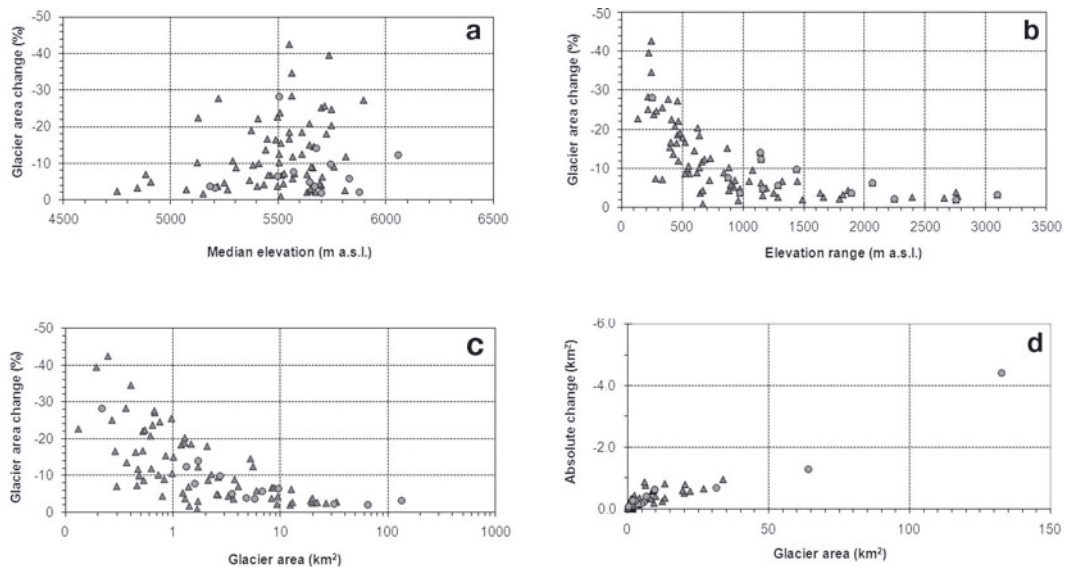 a
-50
-40
-30
-20
-10
0
Glacier area change (%)
4500 5000 5500 6000 6500
Median elevation (m a.s.l.)
b
-50
-40
-30
-20
-10
0
Glacier area change (%)
0 500 1000 1500 2000 2500 3000 3500
Elevation range (m a.s.l.)
c
-50
-40
-30
-20
-10
0
Glacier area change (%)
0 1 10 100 1000
Glacier area (km²)
d
-6.0
-4.0
-2.0
0.0
Absolute change (km²)
0 50 100 150
Glacier area (km²)